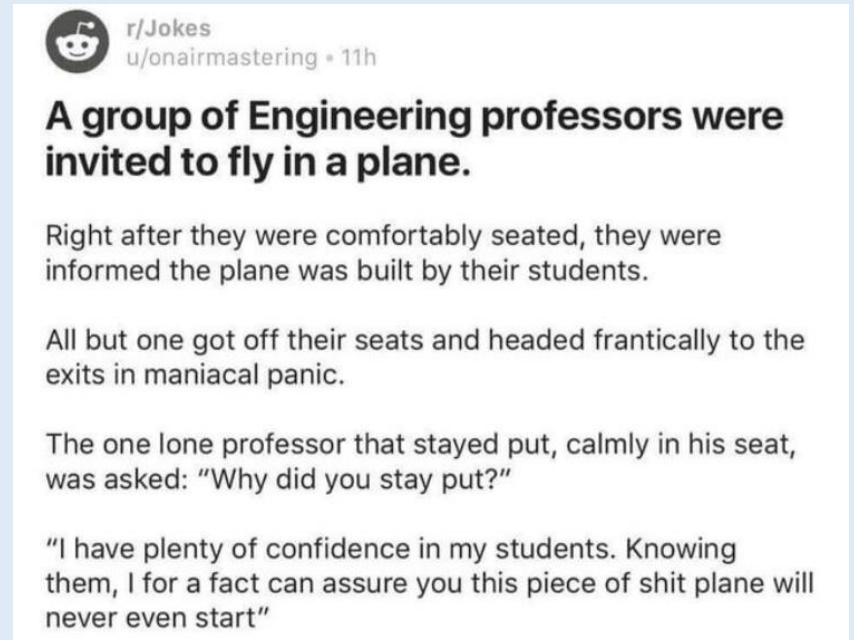 r/Jokes
u/onairmastering • 11h
A group of Engineering professors were
invited to fly in a plane.
Right after they were comfortably seated, they were
informed the plane was built by their students.
All but one got off their seats and headed frantically to the
exits in maniacal panic.
The one lone professor that stayed put, calmly in his seat,
was asked: “Why did you stay put?”
“I have plenty of confidence in my students. Knowing
them, I for a fact can assure you this piece of shit plane will
never even start”